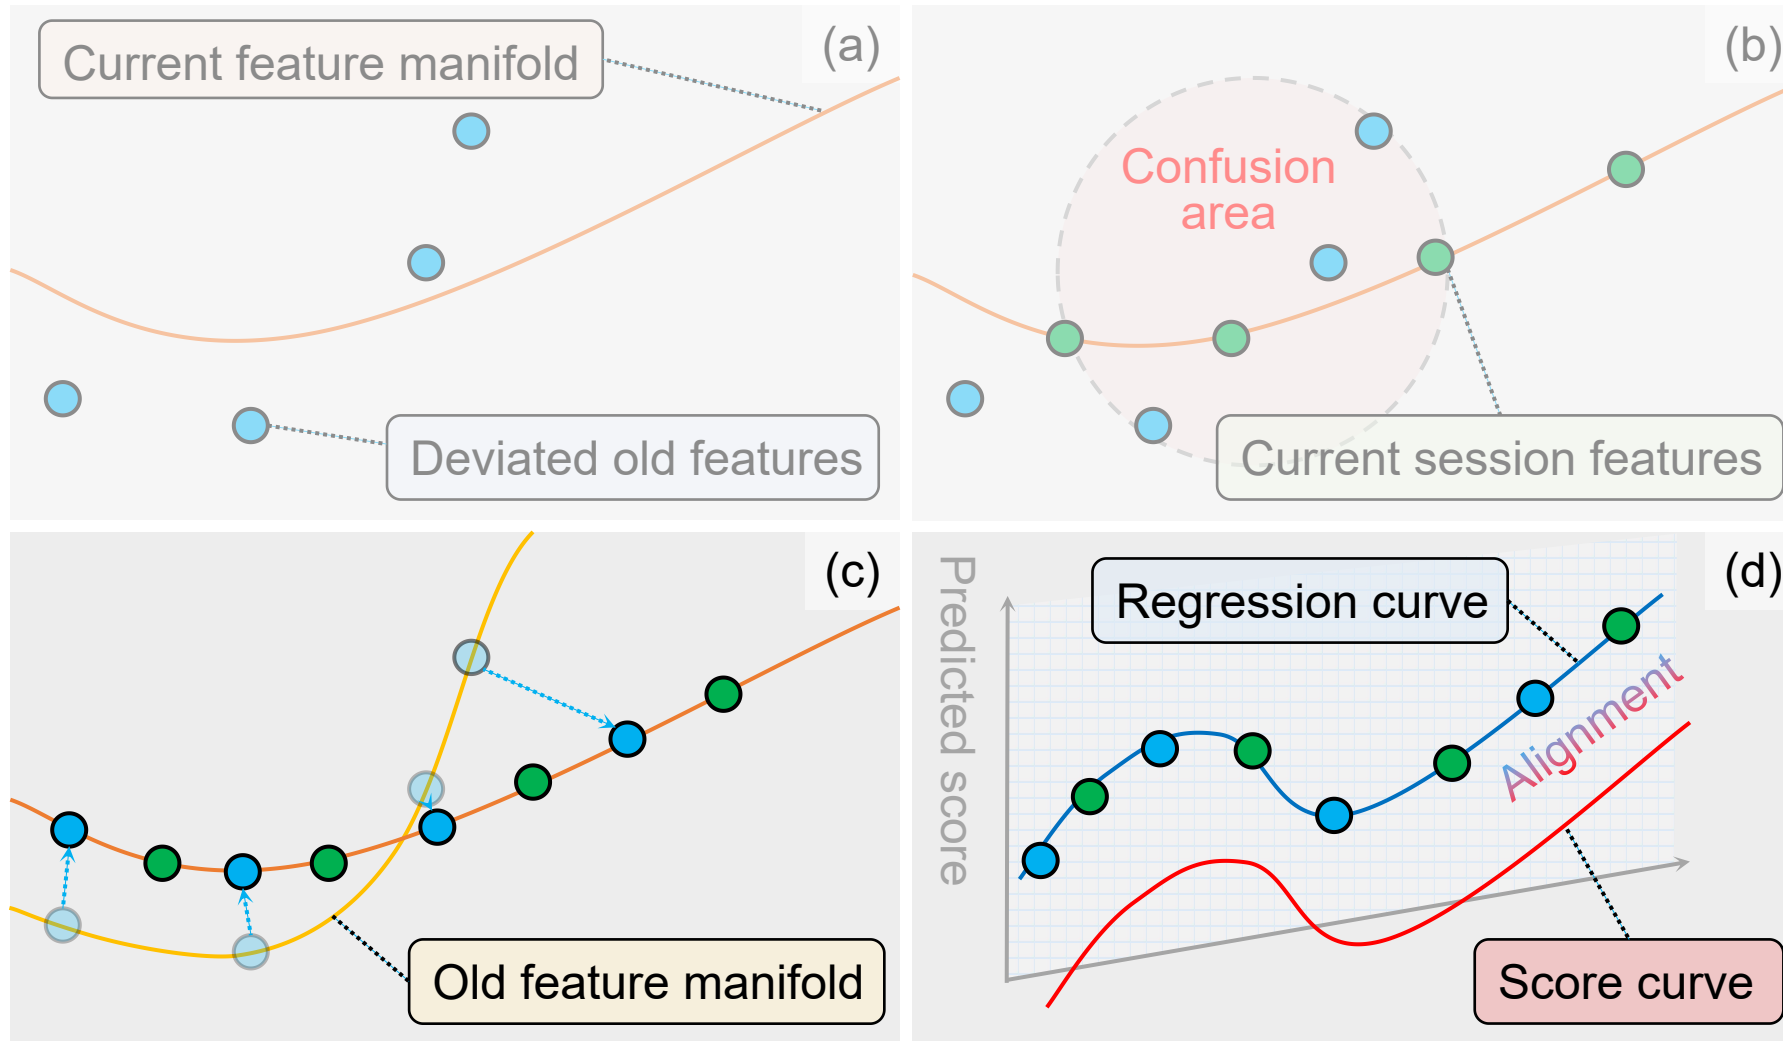 Current feature manifold
(a)
Deviated old features
(b)
Confusion
area
Current session features
(c)
Old feature manifold
(d)
Predicted score
Regression curve
Alignment
Score curve